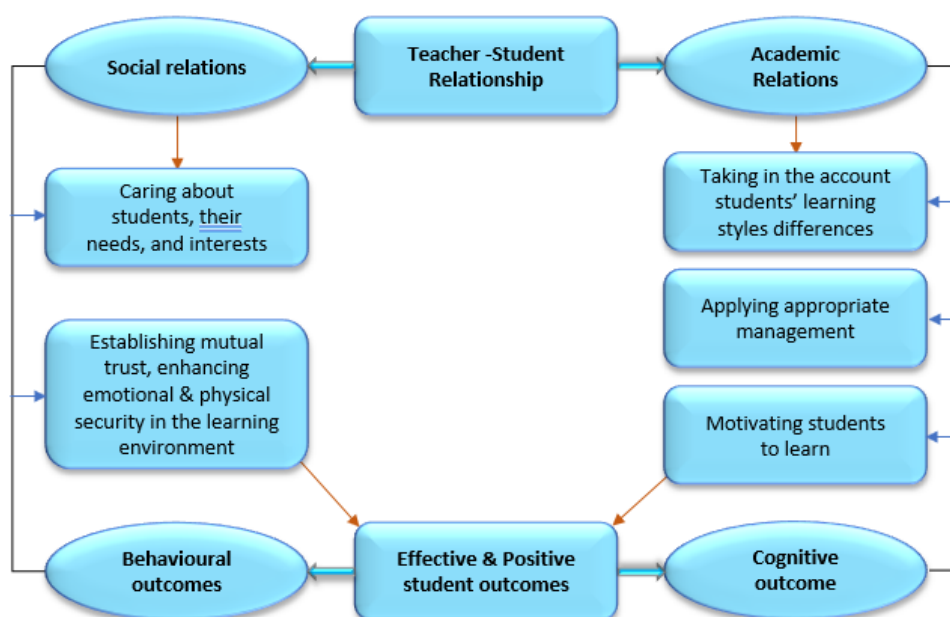 Social relations
Teacher -Student
Relationship
Academic
Relations
Caring about
students, their
needs, and interests
Taking in the account
students’ learning
styles differences
Applying appropriate
management
Establishing mutual
trust, enhancing
emotional & physical
security in the learning
environment
Motivating students
to learn
Behavioural
outcomes
Effective & Positive
student outcomes
Cognitive
outcome